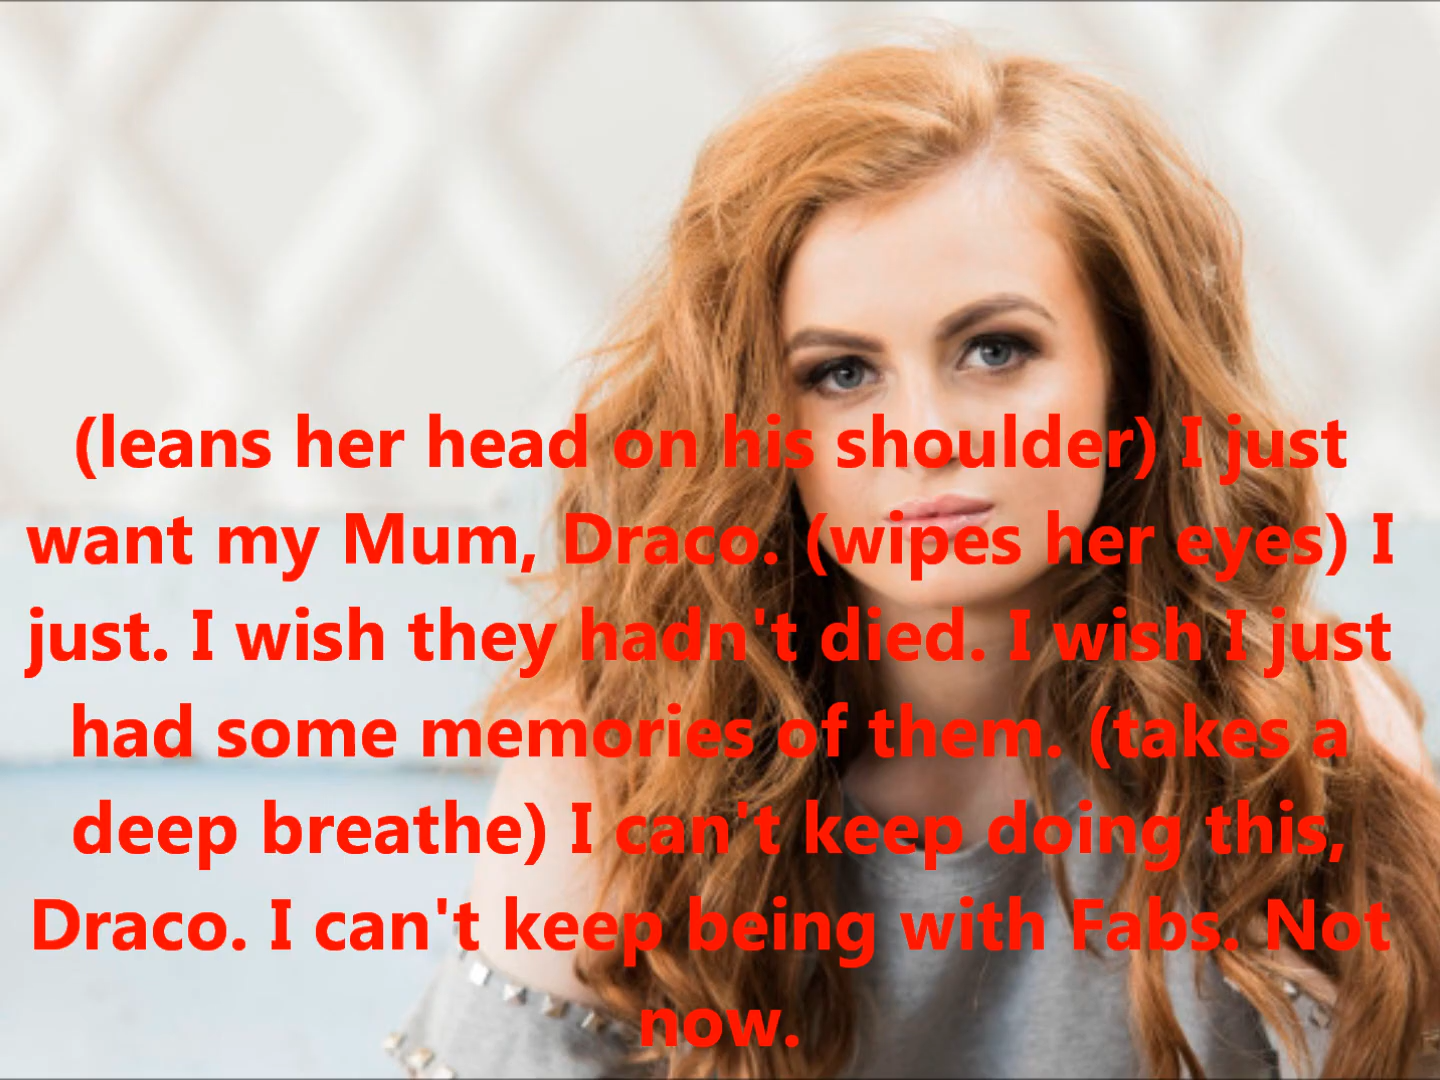 (leans her head on his shoulder) I just
want my Mum, Draco. (wipes her eyes) I
just. I wish they hadn't died. I wish I just
had some memories of them. (takes a
deep breathe) I can't keep doing this,
Draco. I can't keep being with Fabs. Not
now.